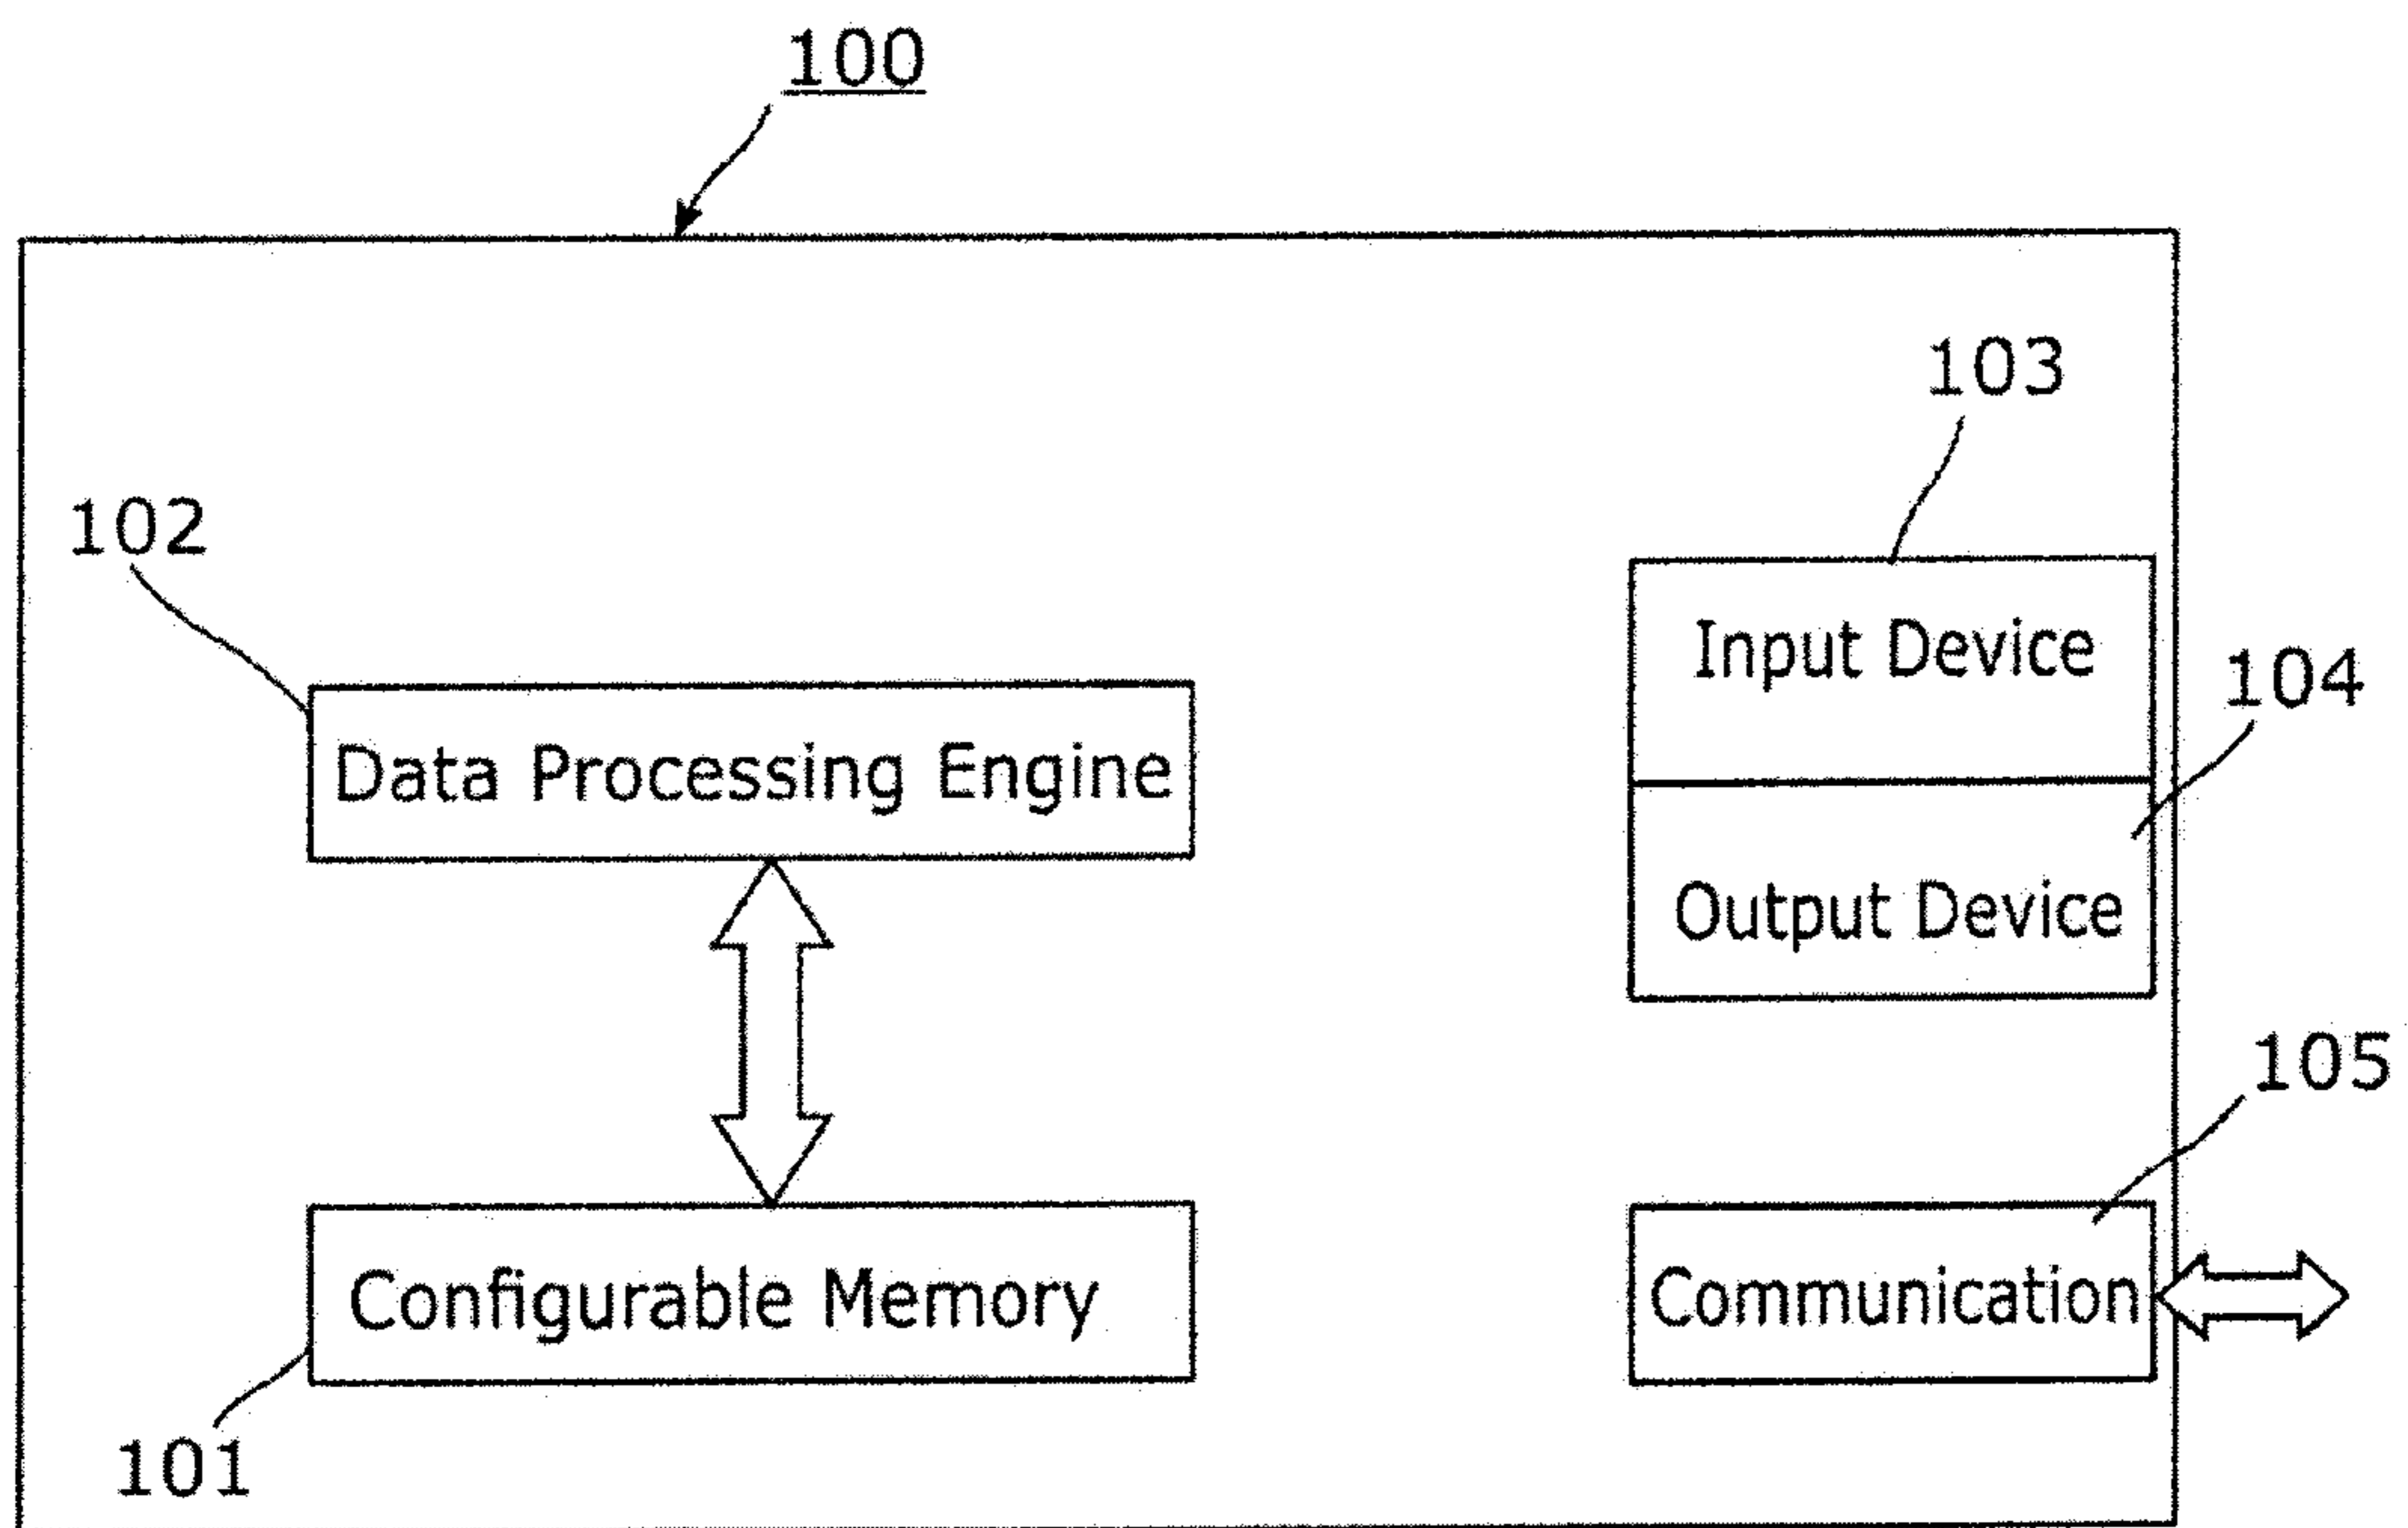 100
103
102
Input Device
104
Data Processing Engine
Output Device
105
Configurable Memory
Communication
101